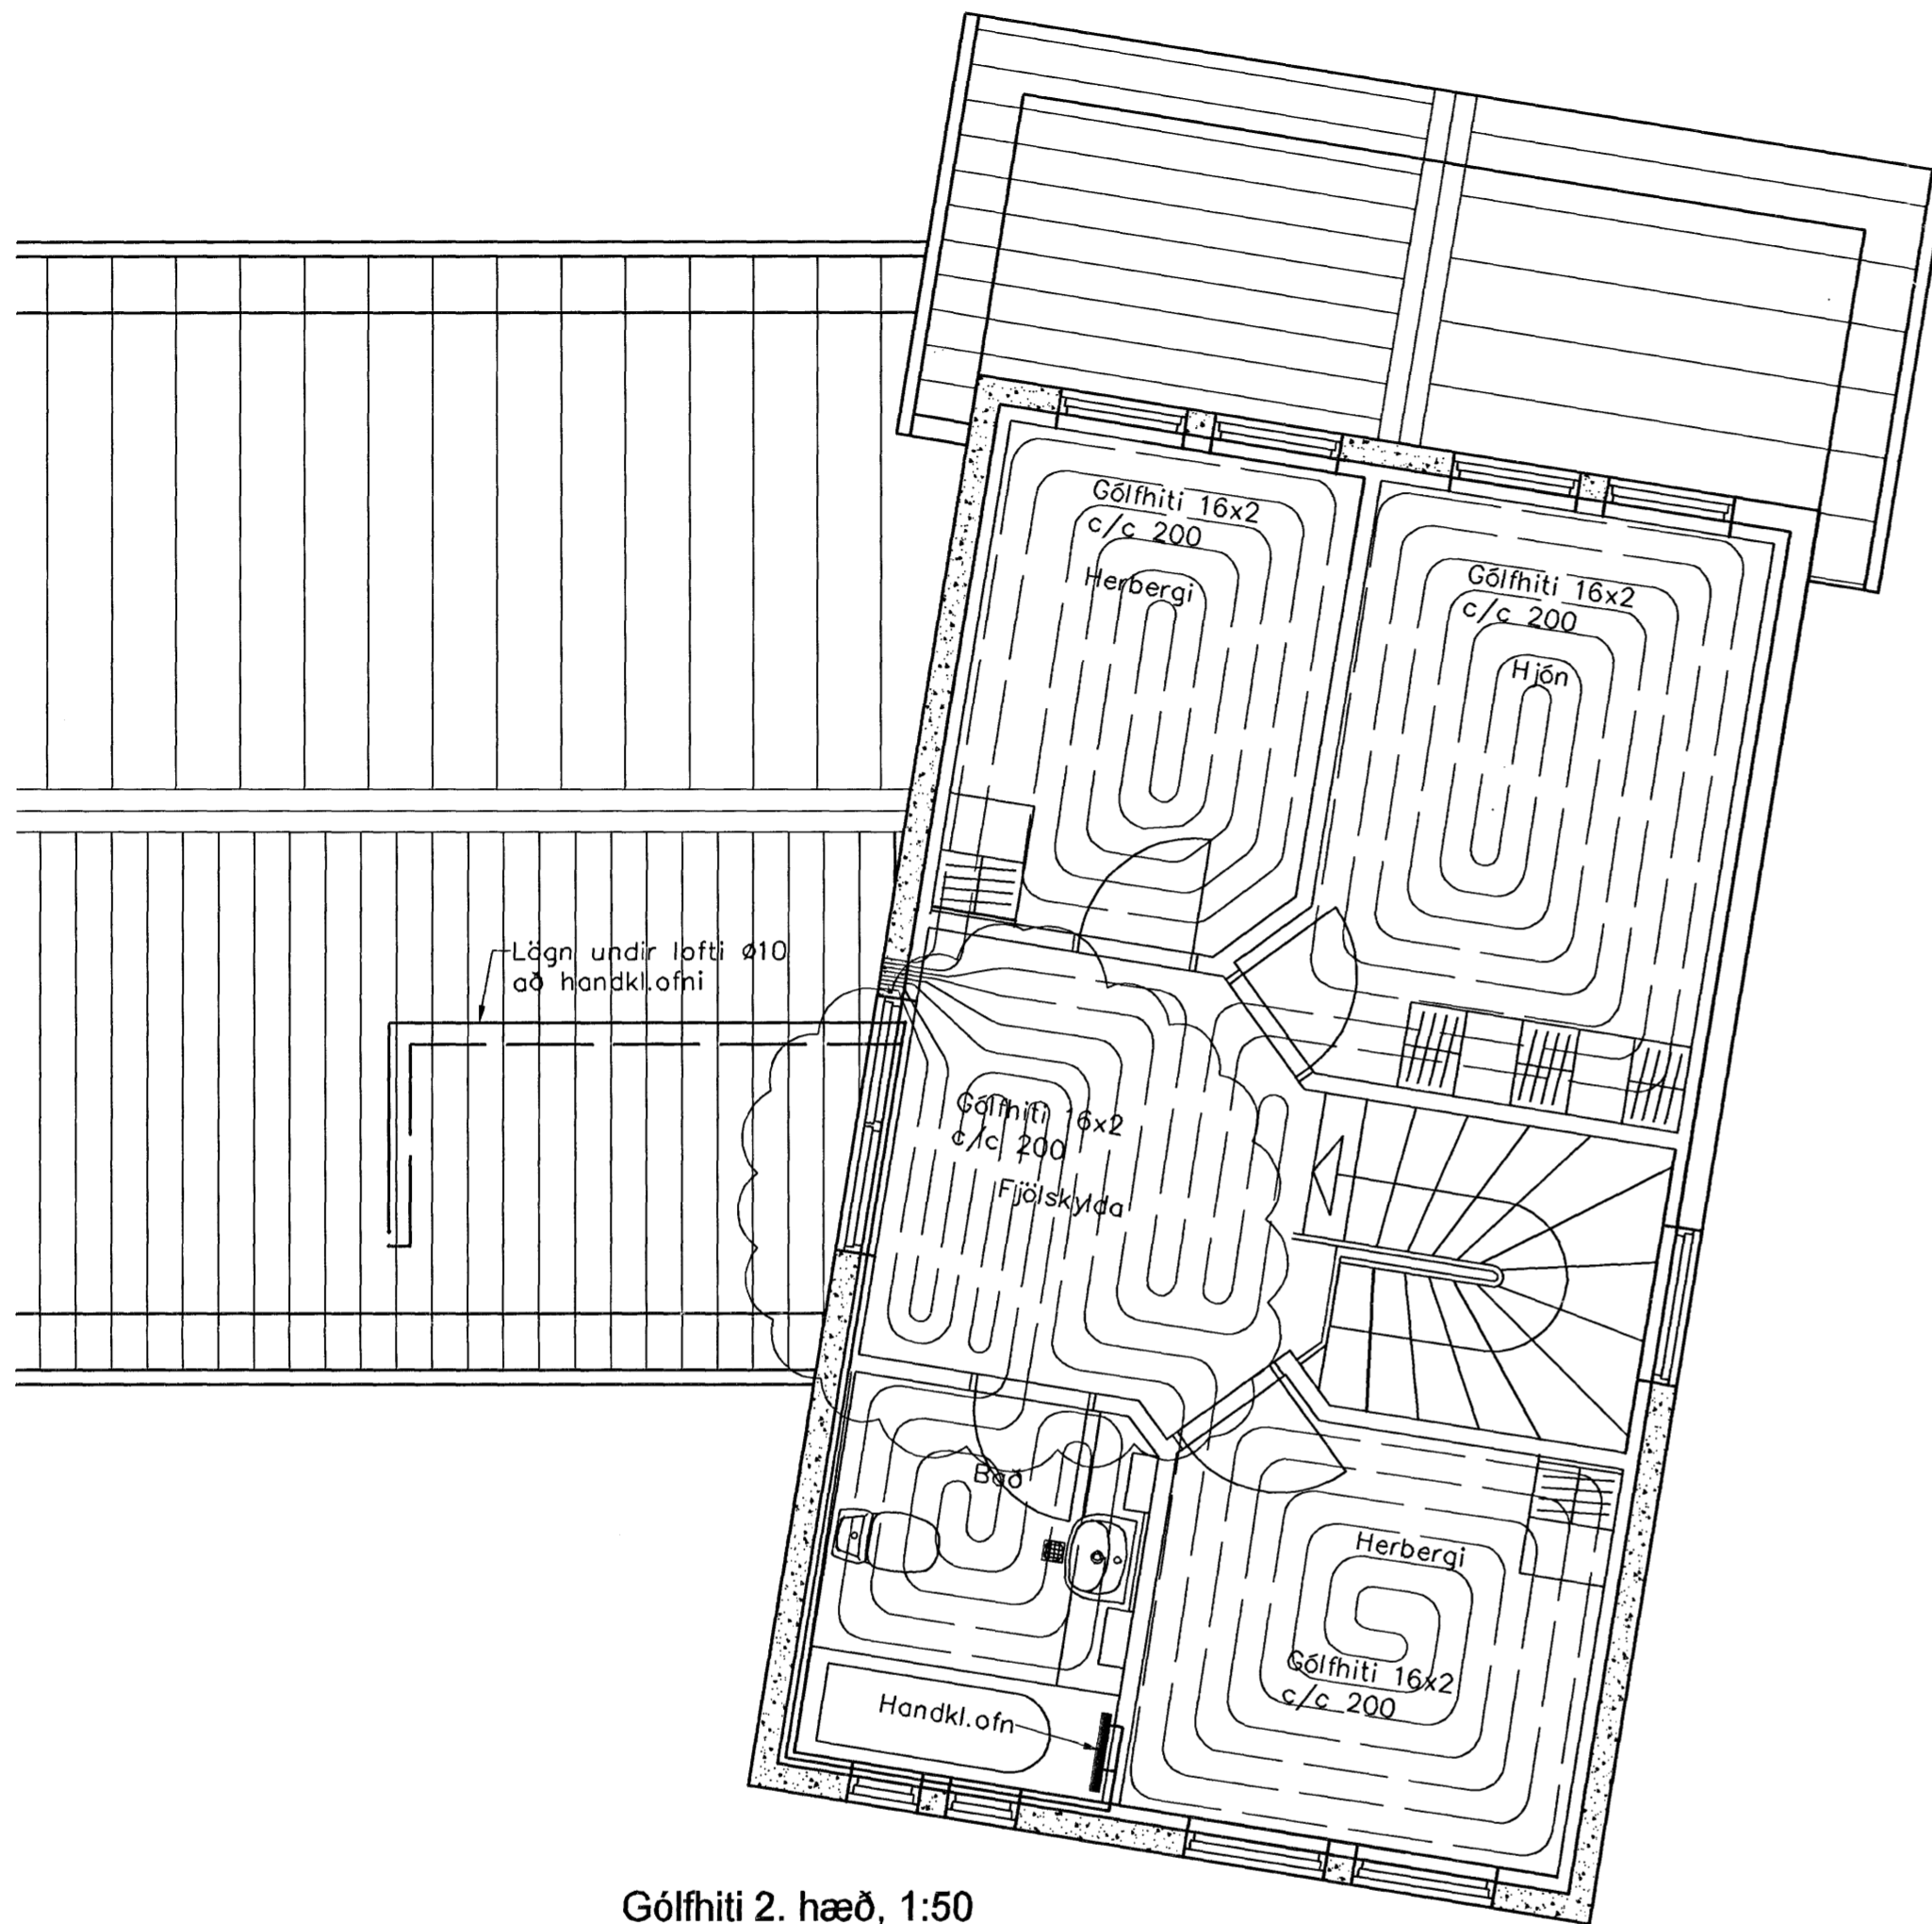 Gólfhiti 16x2
c/c 200
Herbergi
Gólfhiti 16x2
c/c 200
Hjón
Lögn undir lofti ø10
að handkl.ofni
Gólfhiti 16x2
c/c 200
Fjölskylda
Bað
Herbergi
Gólfhiti 16x2
c/c 200
Handkl.ofn
Gólfhiti 2. hæð, 1:50